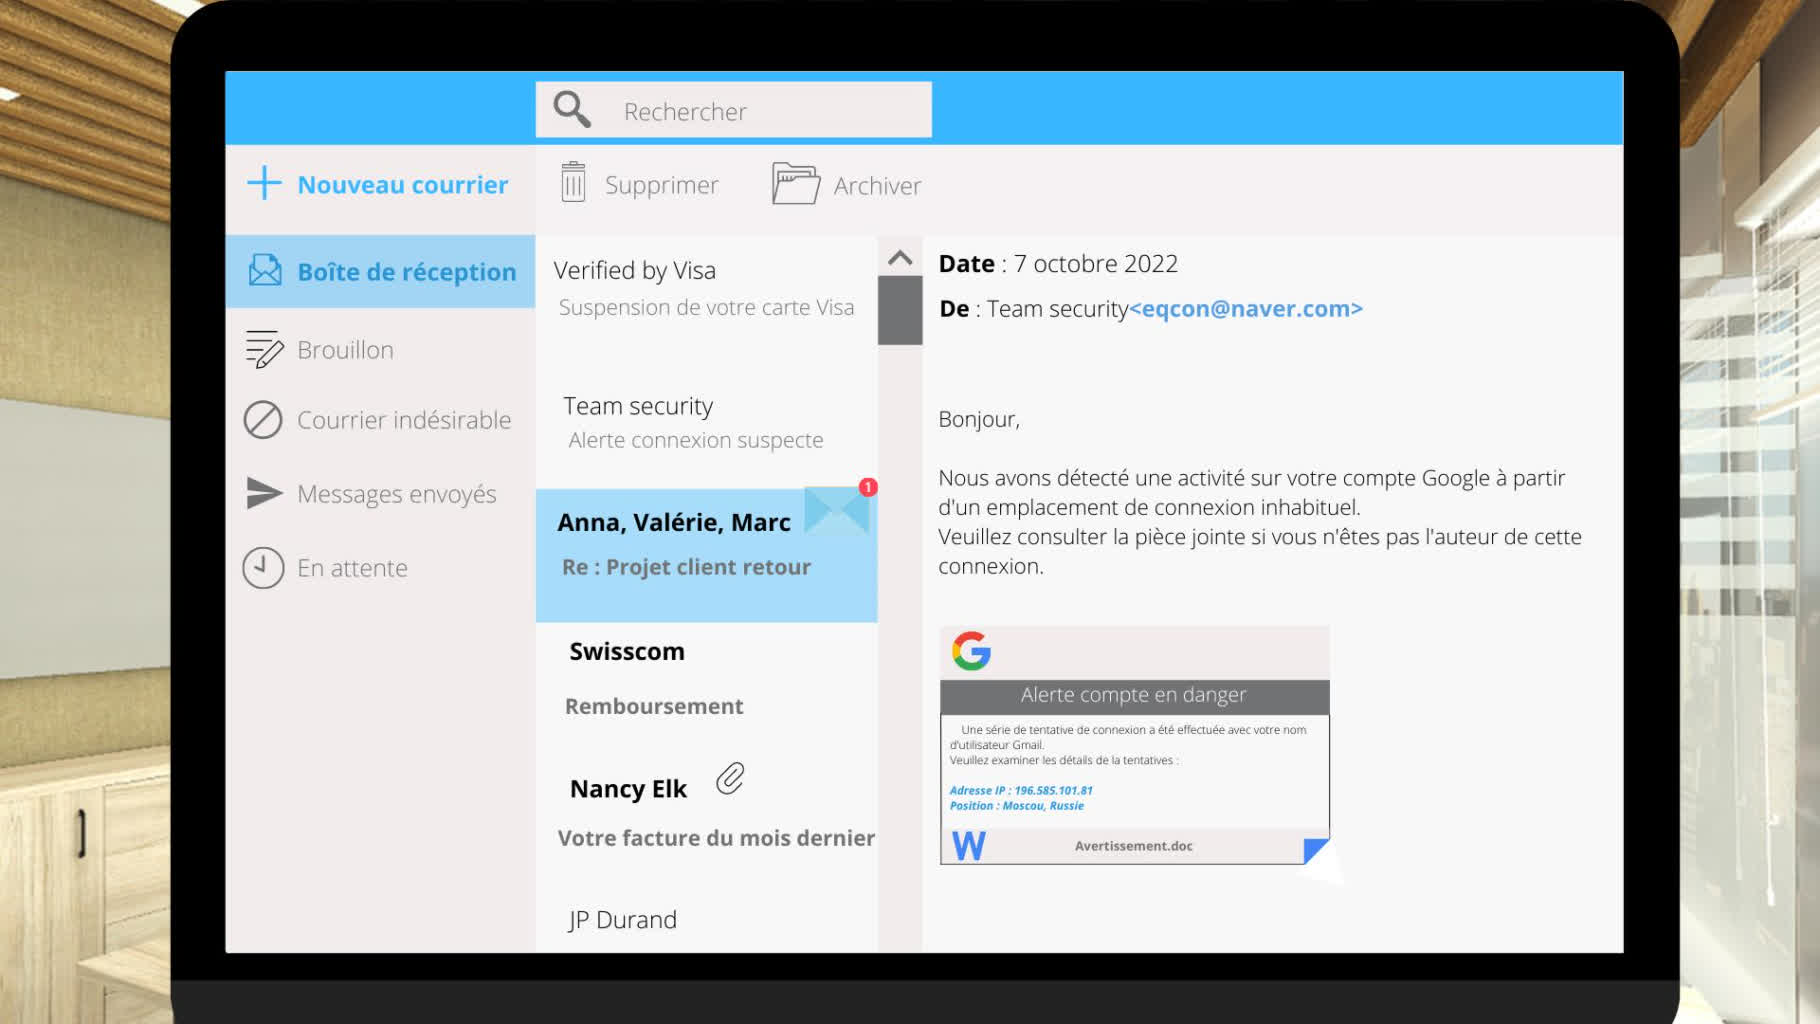 Rechercher
Nouveau courrier
Supprimer
Archiver
Boîte de réception
Brouillon
Courrier indésirable
Messages envoyés
En attente
Verified by Visa
Suspension de votre carte Visa
Team security
Alerte connexion suspecte
1
Anna, Valérie, Marc
Re : Projet client retour
Swisscom
Remboursement
Nancy Elk
Votre facture du mois dernier
JP Durand
Date : 7 octobre 2022
De : Team security<eqcon@naver.com>
Bonjour,
Nous avons détecté une activité sur votre compte Google à partir
d'un emplacement de connexion inhabituel.
Veuillez consulter la pièce jointe si vous n'êtes pas l'auteur de cette
connexion.
G
Alerte compte en danger
Une série de tentative de connexion a été effectuée avec votre nom
d'utilisateur Gmail.
Veuillez examiner les détails de la tentatives :
Adresse IP : 196.585.101.81
Position : Moscou, Russie
W
Avertissement.doc